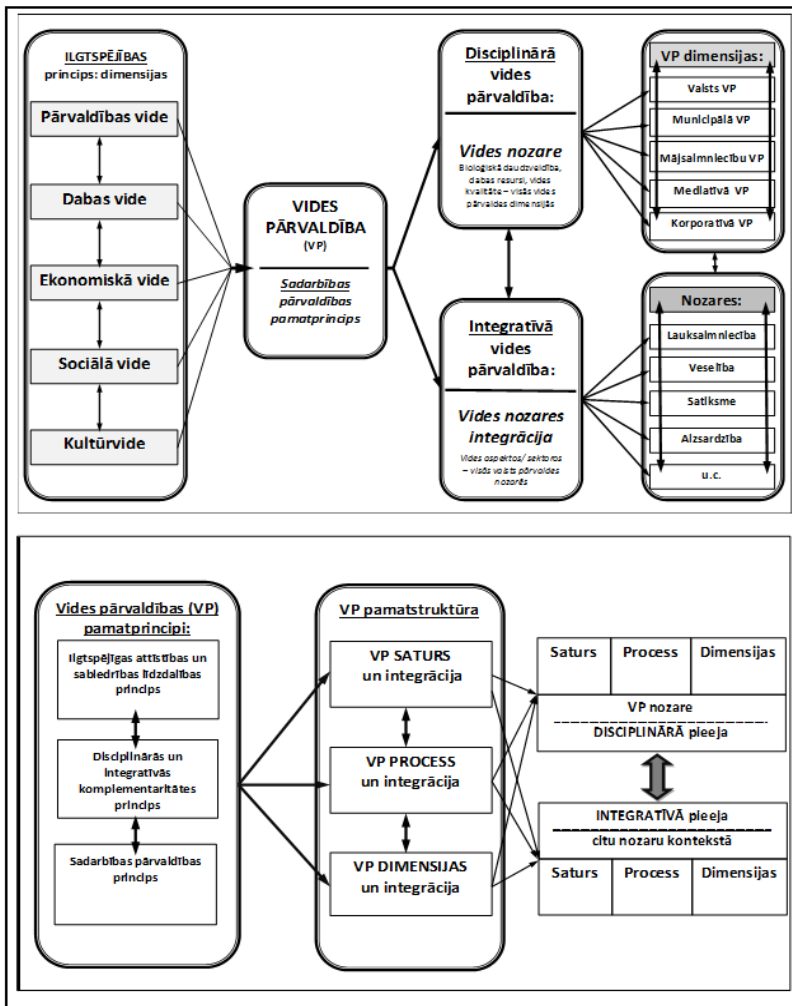 ILGTSPĒJĪBAS
princips: dimensijas
Pārvaldības vide
Dabas vide
Ekonomiskā vide
Sociālā vide
Kultūrvide
VIDES
PĀRVALDĪBA
(VP)
Sadarbības
pārvaldības
pamatprincips
Disciplinārā
vides
pārvaldība:
Vides nozare
Bioloģiskā daudzveidība,
dabas resursi, vides
kvalitāte – visās vides
pārvaldes dimensijās
Integratīvā
vides
pārvaldība:
Vides nozares
integrācija
Vides aspektos/ sektoros
– visās valsts pārvaldes
nozarēs
VP dimensijas:
Valsts VP
Municipālā VP
Mājsaimniecību VP
Mediatīvā VP
Korporatīvā VP
Nozares:
Lauksaimniecība
Veselība
Satiksme
Aizsardzība
u.c.
Vides pārvaldības (VP)
pamatprincipi:
Ilgtspējīgas attīstības un
sabiedrības līdzdalības
princips
Disciplinārās un
integratīvās
komplementaritātes
princips
Sadarbības pārvaldības
princips
VP pamatstruktūra
VP SATURS
un integrācija
VP PROCESS
un integrācija
VP DIMENSIJAS
un integrācija
Saturs Process Dimensijas
VP nozare
DISCIPLINĀRĀ pieeja
INTEGRATĪVĀ pieeja
citu nozaru kontekstā
Saturs Process Dimensijas